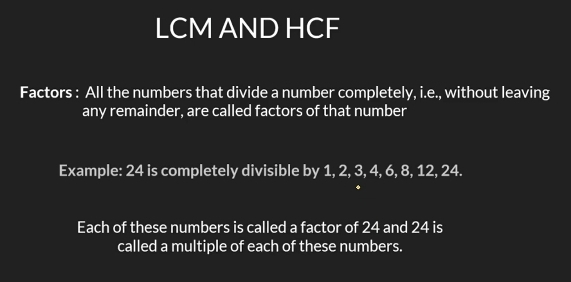 LCM AND HCF
Factors : All the numbers that divide a number completely, i.e., without leaving
any remainder, are called factors of that number
Example: 24 is completely divisible by 1, 2, 3, 4, 6, 8, 12, 24.
Each of these numbers is called a factor of 24 and 24 is
called a multiple of each of these numbers.